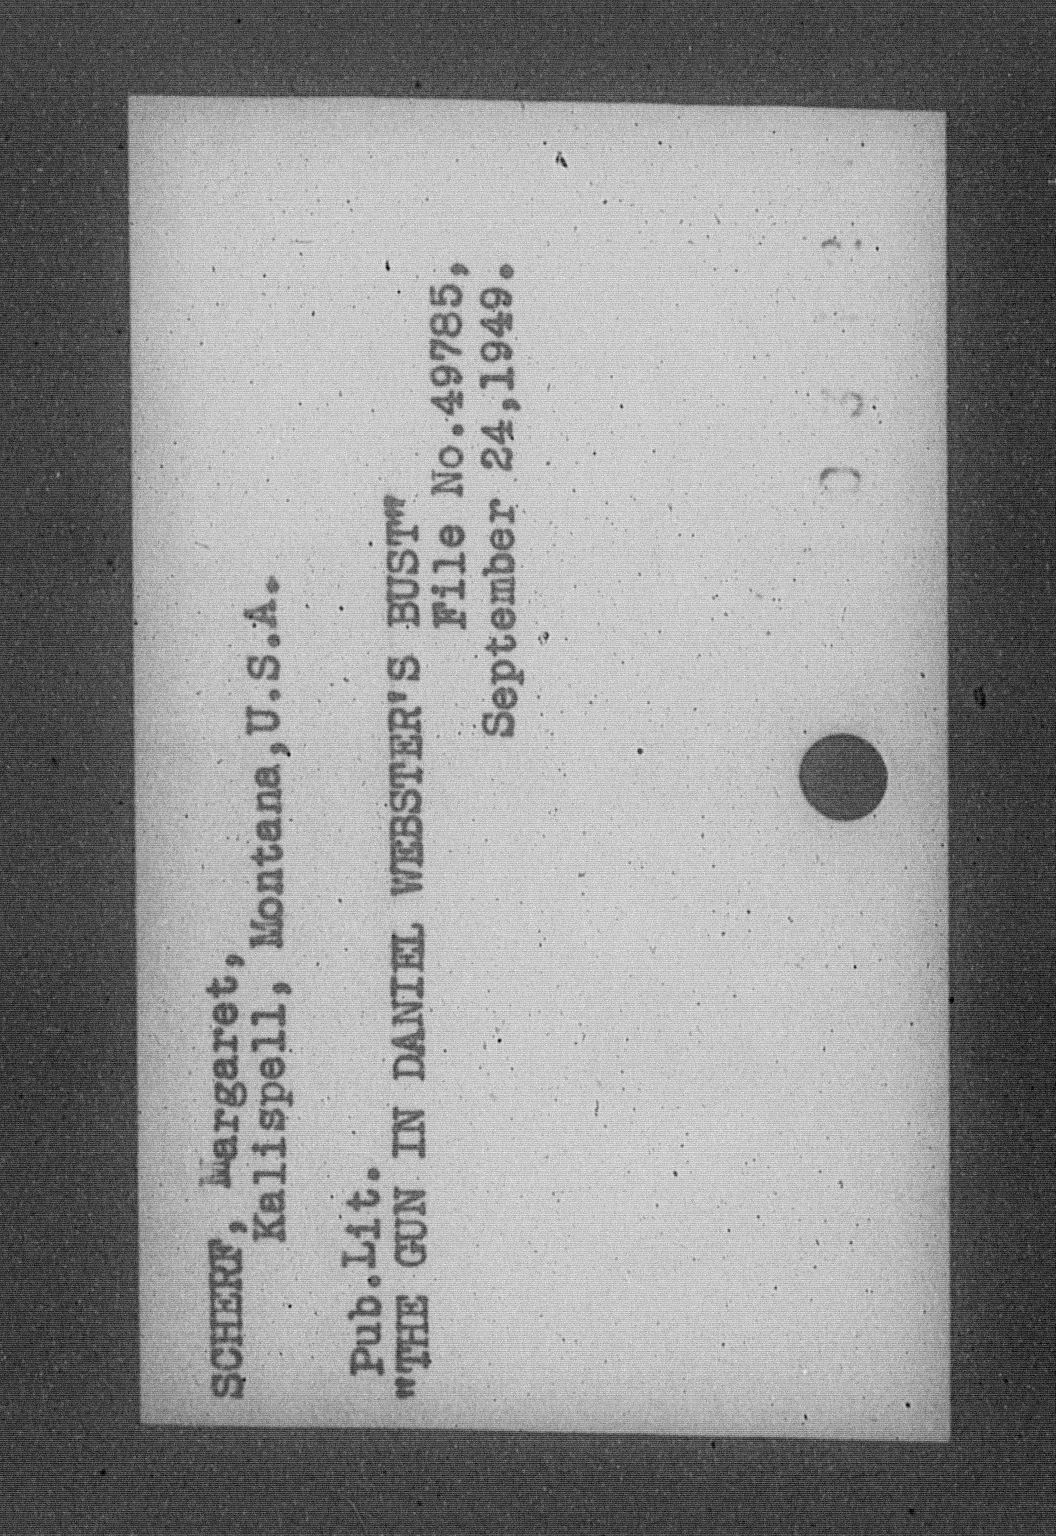 SCHERF, Margaret,
Kalispell, Montana,U.S.A.
Pub.Lit.
"THE GUN IN DANIEL WEBSTER'S BUST"
File No.49785,
September 24,1949.